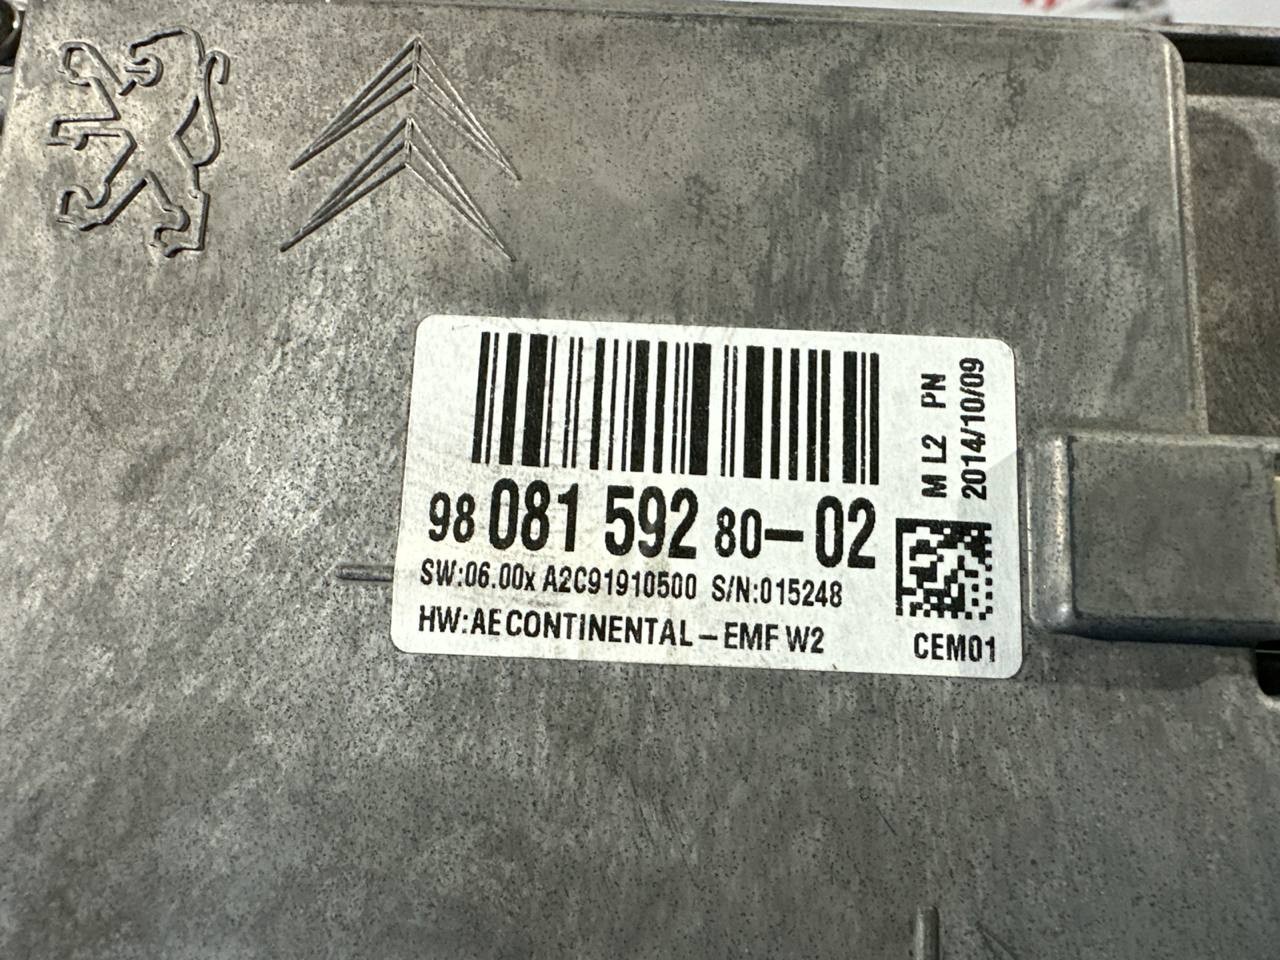 98 081 592 80-02
SW:06.00x A2C91910500 S/N:015248
HW:AE CONTINENTAL-EMF W2
M L2 PN
2014/10/09
CEM01